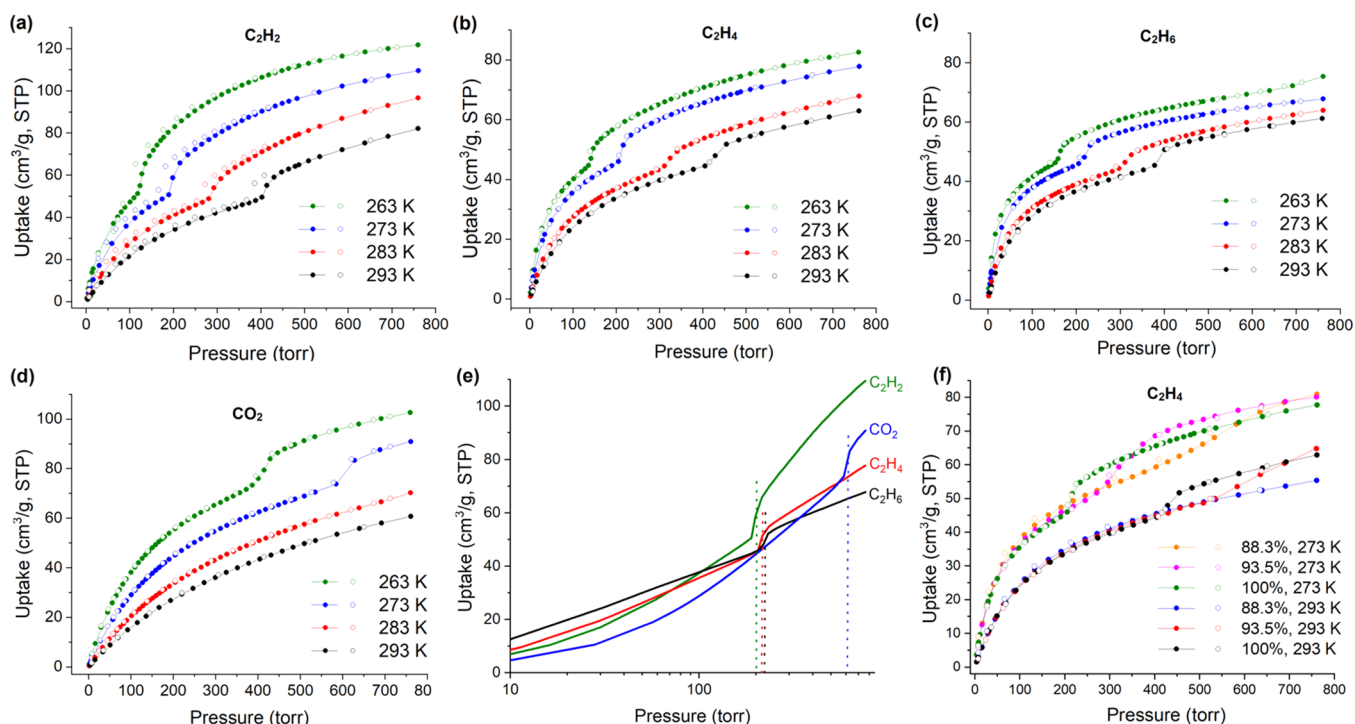 (a)
C₂H₂
Uptake (cm³/g, STP)
120
100
80
60
40
20
0
263 K
273 K
283 K
293 K
0 100 200 300 400 500 600 700 800
Pressure (torr)
(b)
C₂H₄
Uptake (cm³/g, STP)
100
80
60
40
20
0
263 K
273 K
283 K
293 K
0 100 200 300 400 500 600 700 800
Pressure (torr)
(c)
C₂H₆
Uptake (cm³/g, STP)
80
60
40
20
0
263 K
273 K
283 K
293 K
0 100 200 300 400 500 600 700 800
Pressure (torr)
(d)
CO₂
Uptake (cm³/g, STP)
100
80
60
40
20
0
263 K
273 K
283 K
293 K
0 100 200 300 400 500 600 700 80
Pressure (torr)
(e)
Uptake (cm³/g, STP)
100
80
60
40
20
0
C₂H₂
CO₂
C₂H₄
C₂H₆
10 100
Pressure (torr)
(f)
C₂H₄
Uptake (cm³/g, STP)
80
70
60
50
40
30
20
10
0
88.3%, 273 K
93.5%, 273 K
100%, 273 K
88.3%, 293 K
93.5%, 293 K
100%, 293 K
0 100 200 300 400 500 600 700 800
Pressure (torr)